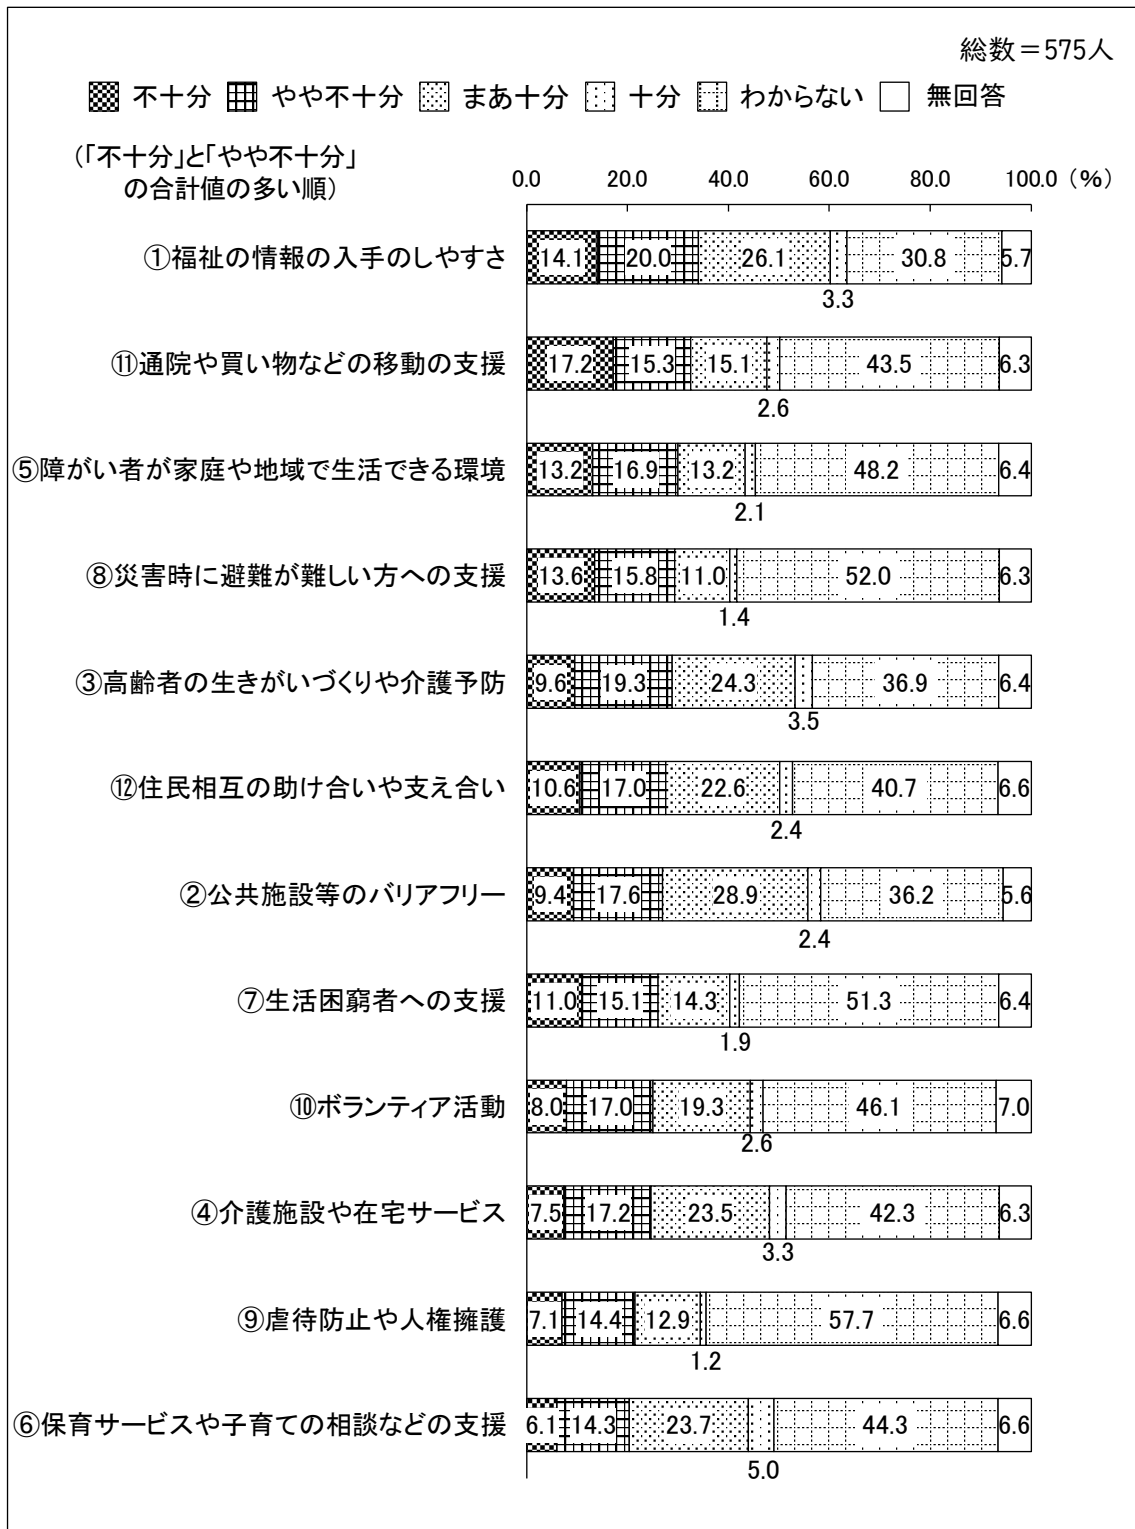 総数＝575人
不十分 やや不十分 まあ十分 十分 わからない 無回答
(「不十分」と「やや不十分」
の合計値の多い順)
0.0 20.0 40.0 60.0 80.0 100.0 (%)
①福祉の情報の入手のしやすさ 14.1 20.0 26.1 30.8 5.7
3.3
⑪通院や買い物などの移動の支援 17.2 15.3 15.1 43.5 6.3
2.6
⑤障がい者が家庭や地域で生活できる環境 13.2 16.9 13.2 48.2 6.4
2.1
⑧災害時に避難が難しい方への支援 13.6 15.8 11.0 52.0 6.3
1.4
③高齢者の生きがいづくりや介護予防 9.6 19.3 24.3 36.9 6.4
3.5
⑫住民相互の助け合いや支え合い 10.6 17.0 22.6 40.7 6.6
2.4
②公共施設等のバリアフリー 9.4 17.6 28.9 36.2 5.6
2.4
⑦生活困窮者への支援 11.0 15.1 14.3 51.3 6.4
1.9
⑩ボランティア活動 8.0 17.0 19.3 46.1 7.0
2.6
④介護施設や在宅サービス 7.5 17.2 23.5 42.3 6.3
3.3
⑨虐待防止や人権擁護 7.1 14.4 12.9 57.7 6.6
1.2
⑥保育サービスや子育ての相談などの支援 6.1 14.3 23.7 44.3 6.6
5.0